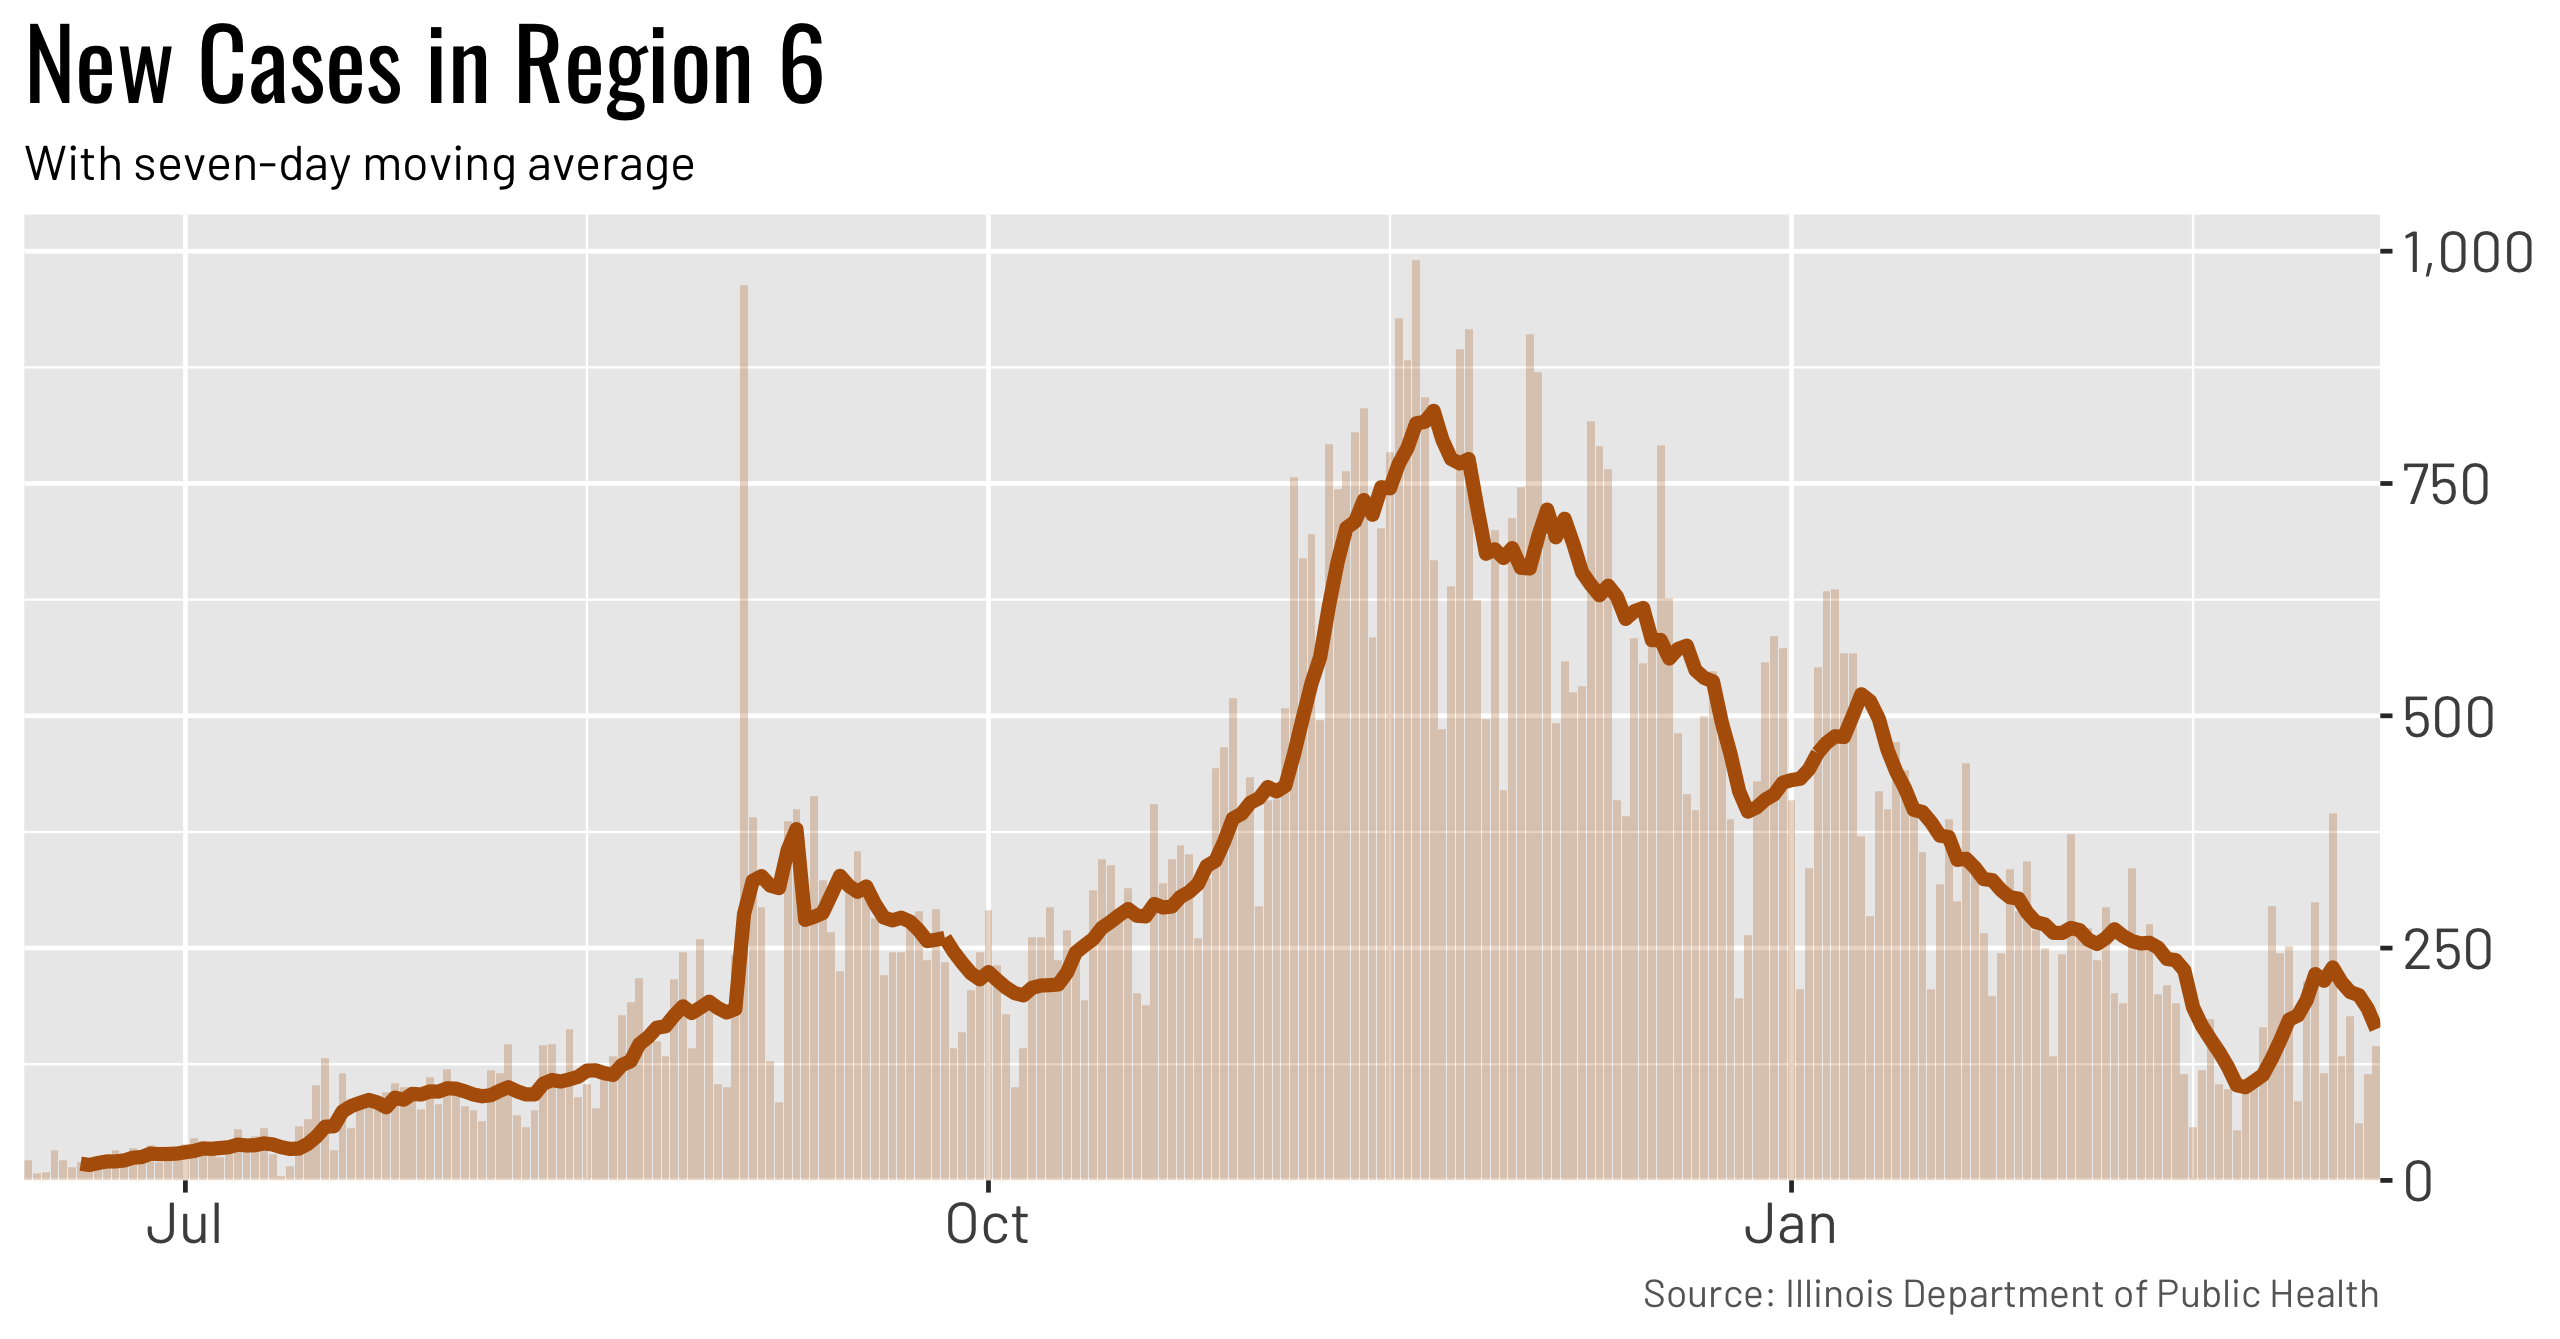 New Cases in Region 6
With seven-day moving average
1,000
750
500
250
0
Jul Oct Jan
Source: Illinois Department of Public Health